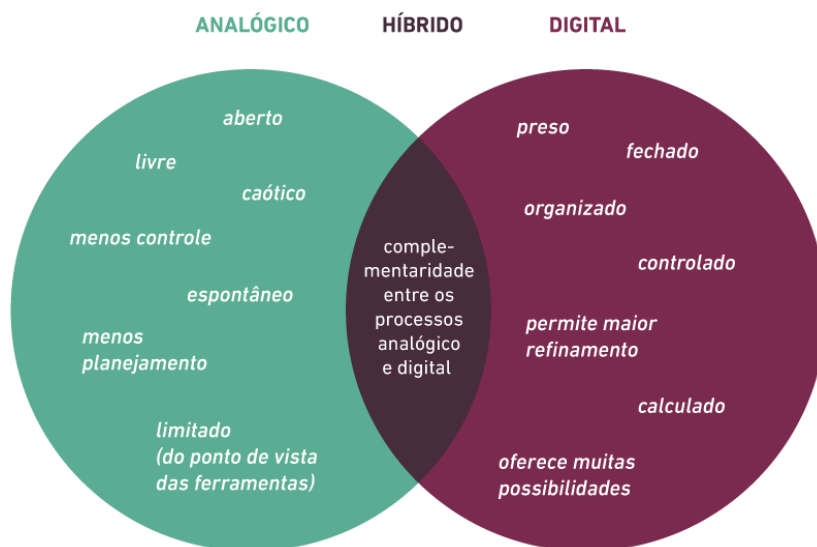 ANALÓGICO
HÍBRIDO
DIGITAL
aberto
livre
caótico
menos controle
espontâneo
menos
planejamento
limitado
(do ponto de vista
das ferramentas)
comple-
mentaridade
entre os
processos
analógico
e digital
preso
fechado
organizado
controlado
permite maior
refinamento
calculado
oferece muitas
possibilidades